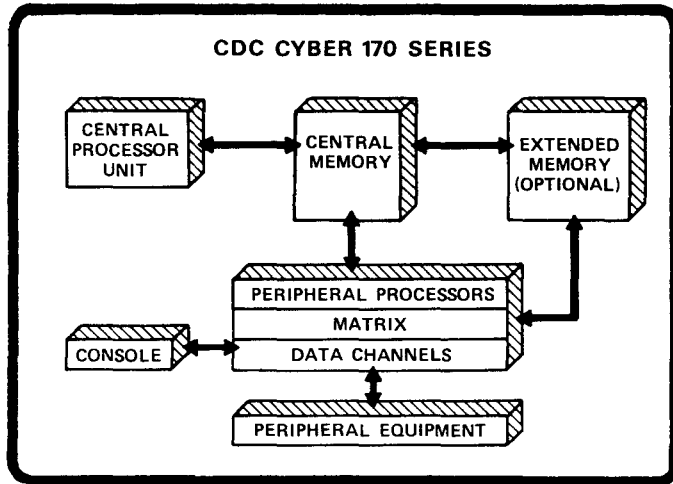 CDC CYBER 170 SERIES
CENTRAL
PROCESSOR
UNIT
CENTRAL
MEMORY
EXTENDED
MEMORY
(OPTIONAL)
PERIPHERAL PROCESSORS
MATRIX
DATA CHANNELS
CONSOLE
PERIPHERAL EQUIPMENT